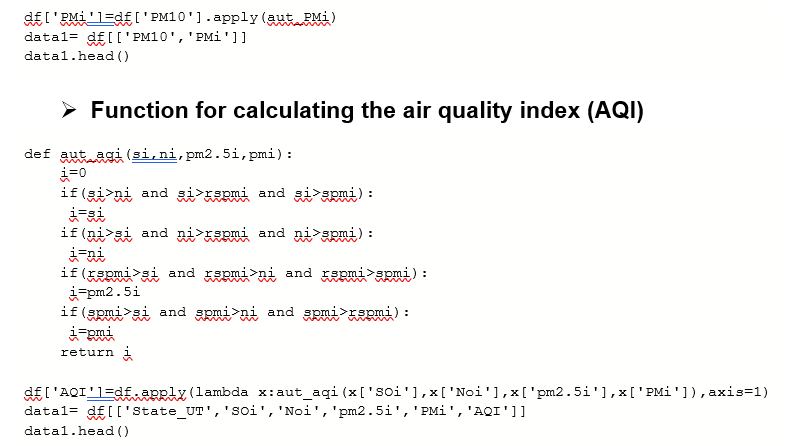 df['PMi']=df['PM10'].apply(aut_PMi)
data1= df[['PM10','PMi']]
data1.head()
➢ Function for calculating the air quality index (AQI)
def aut_aqi(si,ni,pm2.5i,pmi):
i=0
if(si>ni and si>rspmi and si>spmi):
i=si
if(ni>si and ni>rspmi and ni>spmi):
i=ni
if(rspmi>si and rspmi>ni and rspmi>spmi):
i=pm2.5i
if(spmi>si and spmi>ni and spmi>rspmi):
i=pmi
return i
df['AQI']=df.apply(lambda x:aut_aqi(x['SOi'],x['Noi'],x['pm2.5i'],x['PMi']),axis=1)
data1= df[['State_UT','SOi','Noi','pm2.5i','PMi','AQI']]
data1.head()